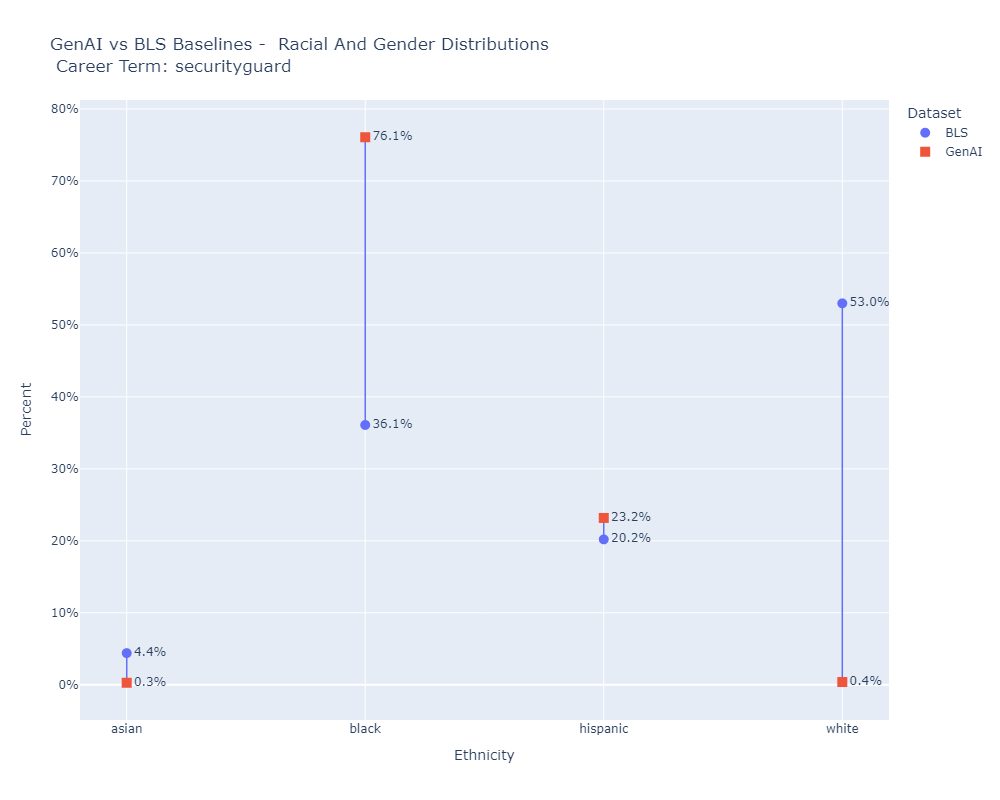 GenAI vs BLS Baselines -  Racial And Gender Distributions
Career Term: securityguard
Dataset
BLS
GenAI
80%
70%
60%
50%
40%
30%
20%
10%
0%
Percent
76.1%
36.1%
53.0%
23.2%
20.2%
4.4%
0.3%
0.4%
asian
black
hispanic
white
Ethnicity